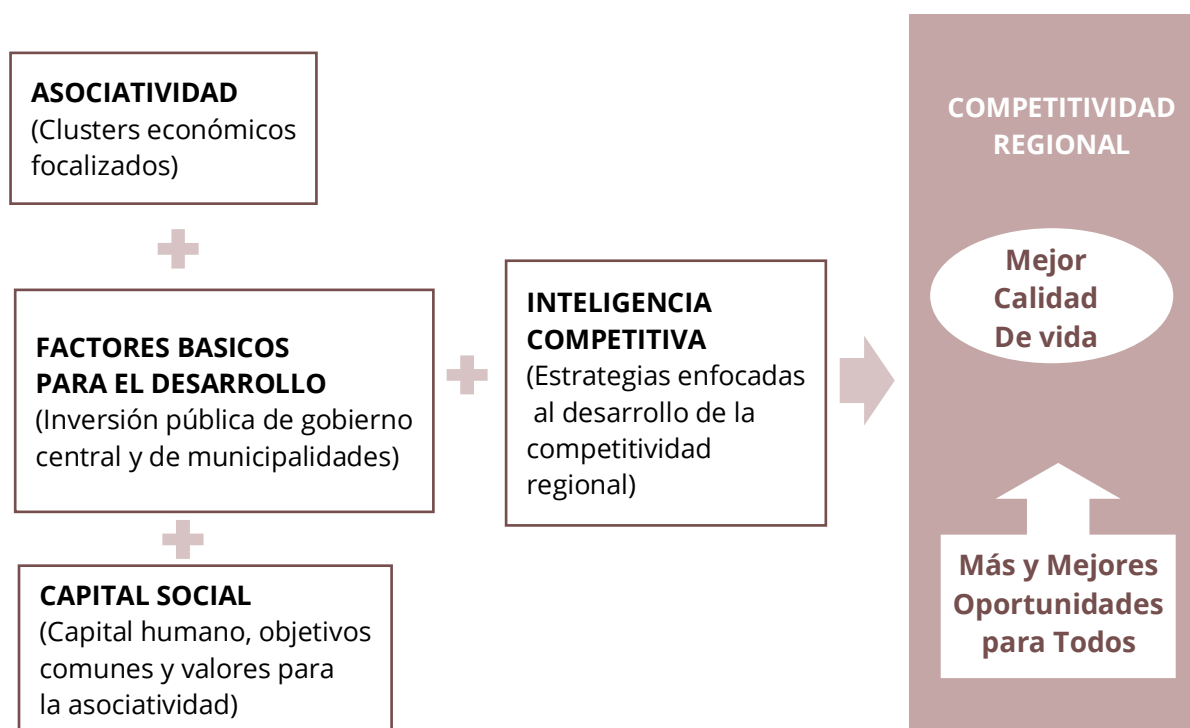 ASOCIATIVIDAD
(Clusters económicos
focalizados)
FACTORES BASICOS
PARA EL DESARROLLO
(Inversión pública de gobierno
central y de municipalidades)
CAPITAL SOCIAL
(Capital humano, objetivos
comunes y valores para
la asociatividad)
INTELIGENCIA
COMPETITIVA
(Estrategias enfocadas
al desarrollo de la
competitividad
regional)
COMPETITIVIDAD
REGIONAL
Mejor
Calidad
De vida
Más y Mejores
Oportunidades
para Todos